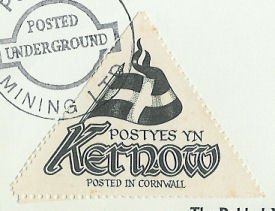 POSTED
UNDERGROUND
MINING LTD
POSTYES YN
Kernow
POSTED IN CORNWALL